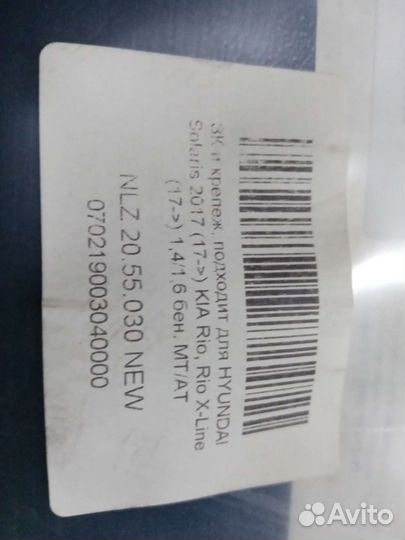 ЗК и крепеж, подходит для HYUNDAI
Solaris 2017 (17->) KIA Rio, Rio X-Line
(17->) 1,4/1,6 бен. MT/AT
NLZ.20.55.030 NEW
070219003040000
Avito